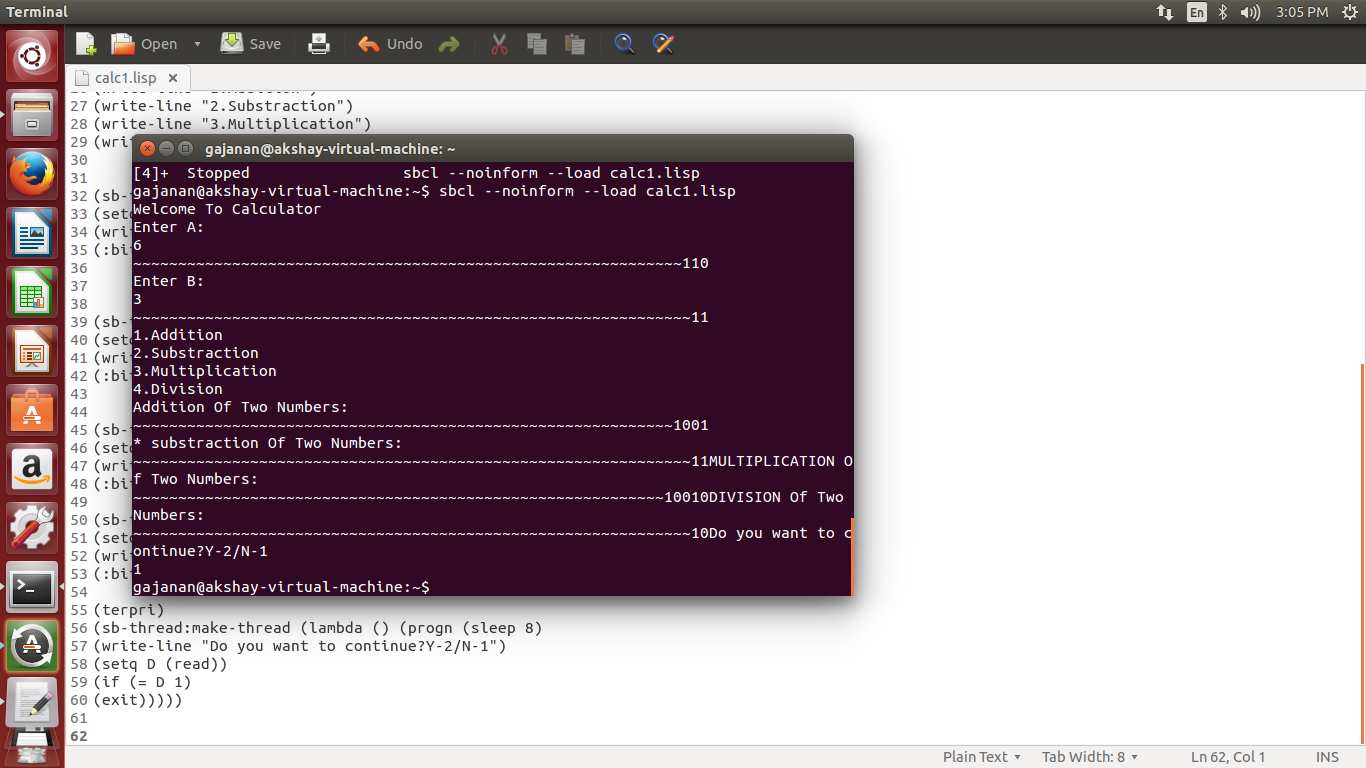 Terminal
En
3:05 PM
Open
Save
Undo
calc1.lisp
27 (write-line "2.Substraction")
28 (write-line "3.Multiplication")
29 (wri
30
31
32 (sb-
33 (setq
34 (wri
35 (:bi
36
37
38
39 (sb-
40 (setq
41 (wri
42 (:bi
43
44
45 (sb-
46 (setq
47 (wri
48 (:bi
49
50 (sb-
51 (setq
52 (wri
53 (:bi
54
55 (terpri)
56 (sb-thread:make-thread (lambda () (progn (sleep 8)
57 (write-line "Do you want to continue?Y-2/N-1")
58 (setq D (read))
59 (if (= D 1)
60 (exit)))))
61
62
gajanan@akshay-virtual-machine: ~
[4]+  Stopped                 sbcl --noinform --load calc1.lisp
gajanan@akshay-virtual-machine:~$ sbcl --noinform --load calc1.lisp
Welcome To Calculator
Enter A:
6
~~~~~~~~~~~~~~~~~~~~~~~~~~~~~~~~~~~~~~~~~~~~~~~~~~~~~~~~~~~~~110
Enter B:
3
~~~~~~~~~~~~~~~~~~~~~~~~~~~~~~~~~~~~~~~~~~~~~~~~~~~~~~~~~~~~~~11
1.Addition
2.Substraction
3.Multiplication
4.Division
Addition Of Two Numbers:
~~~~~~~~~~~~~~~~~~~~~~~~~~~~~~~~~~~~~~~~~~~~~~~~~~~~~~~~~~~~1001
* substraction Of Two Numbers:
~~~~~~~~~~~~~~~~~~~~~~~~~~~~~~~~~~~~~~~~~~~~~~~~~~~~~~~~~~~~~~11MULTIPLICATION O
f Two Numbers:
~~~~~~~~~~~~~~~~~~~~~~~~~~~~~~~~~~~~~~~~~~~~~~~~~~~~~~~~~~~10010DIVISION Of Two
Numbers:
~~~~~~~~~~~~~~~~~~~~~~~~~~~~~~~~~~~~~~~~~~~~~~~~~~~~~~~~~~~~~~10Do you want to c
ontinue?Y-2/N-1
1
gajanan@akshay-virtual-machine:~$
Plain Text
Tab Width: 8
Ln 62, Col 1
INS